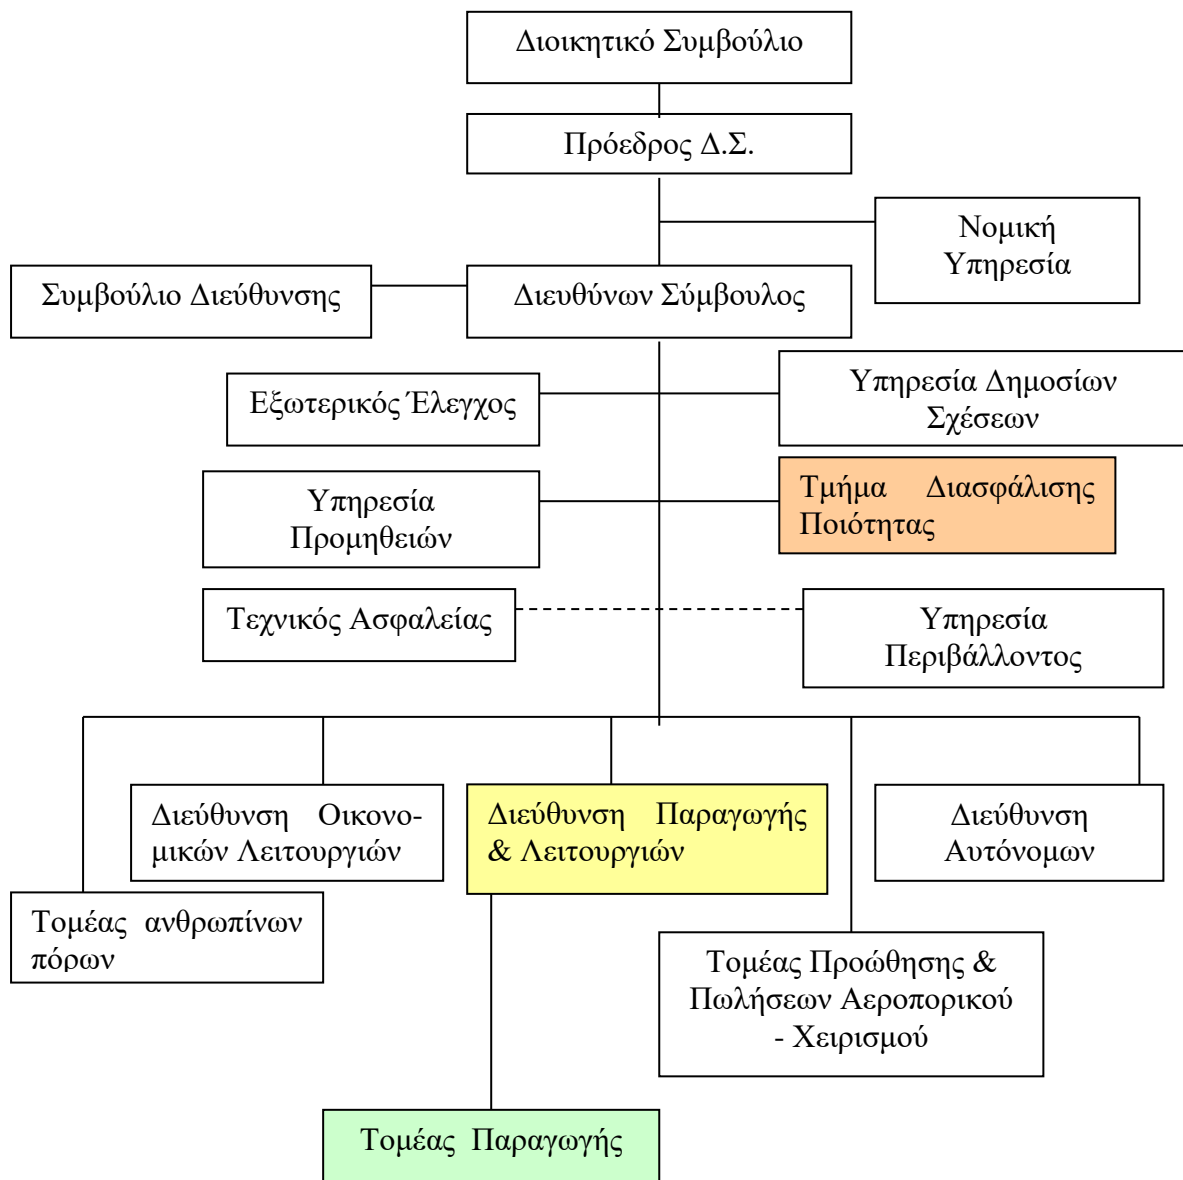 Διοικητικό Συμβούλιο
Πρόεδρος Δ.Σ.
Νομική
Υπηρεσία
Συμβούλιο Διεύθυνσης
Διευθύνων Σύμβουλος
Εξωτερικός Έλεγχος
Υπηρεσία Δημοσίων
Σχέσεων
Υπηρεσία
Προμηθειών
Τμήμα Διασφάλισης
Ποιότητας
Τεχνικός Ασφαλείας
Υπηρεσία
Περιβάλλοντος
Διεύθυνση Οικονο-
μικών Λειτουργιών
Διεύθυνση Παραγωγής
& Λειτουργιών
Διεύθυνση
Αυτόνομων
Τομέας ανθρωπίνων
πόρων
Τομέας Προώθησης &
Πωλήσεων Αεροπορικού
- Χειρισμού
Τομέας Παραγωγής